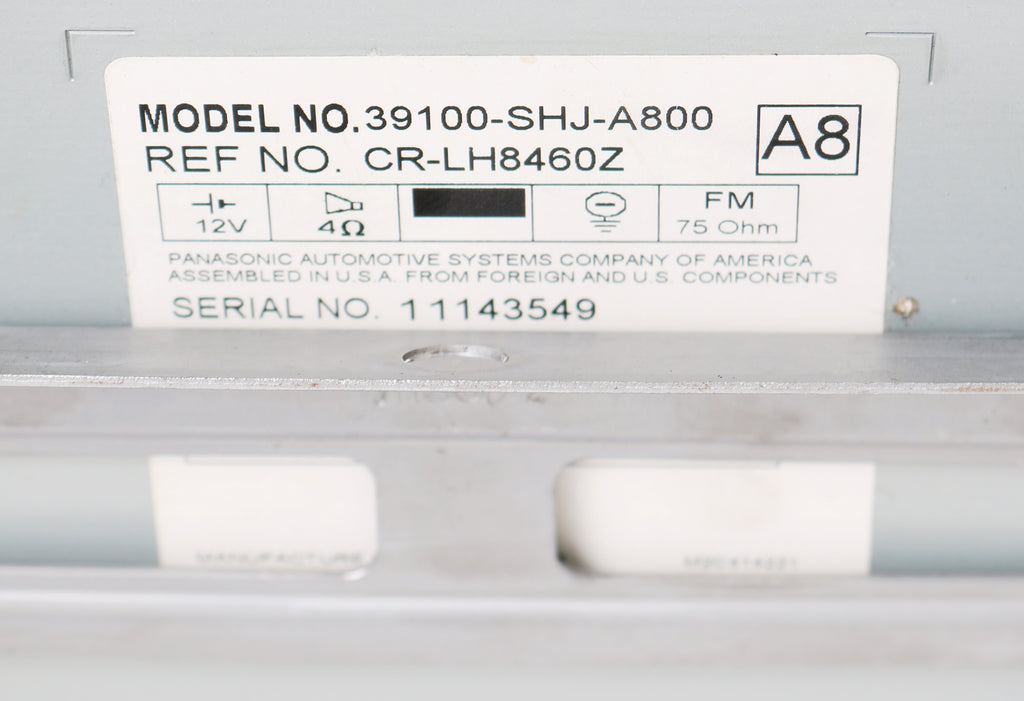 MODEL NO. 39100-SHJ-A800
A8
REF NO. CR-LH8460Z
12V
4Ω
FM
75 Ohm
PANASONIC AUTOMOTIVE SYSTEMS COMPANY OF AMERICA
ASSEMBLED IN U.S.A. FROM FOREIGN AND U.S. COMPONENTS
SERIAL NO. 11143549
MANUFACTURE